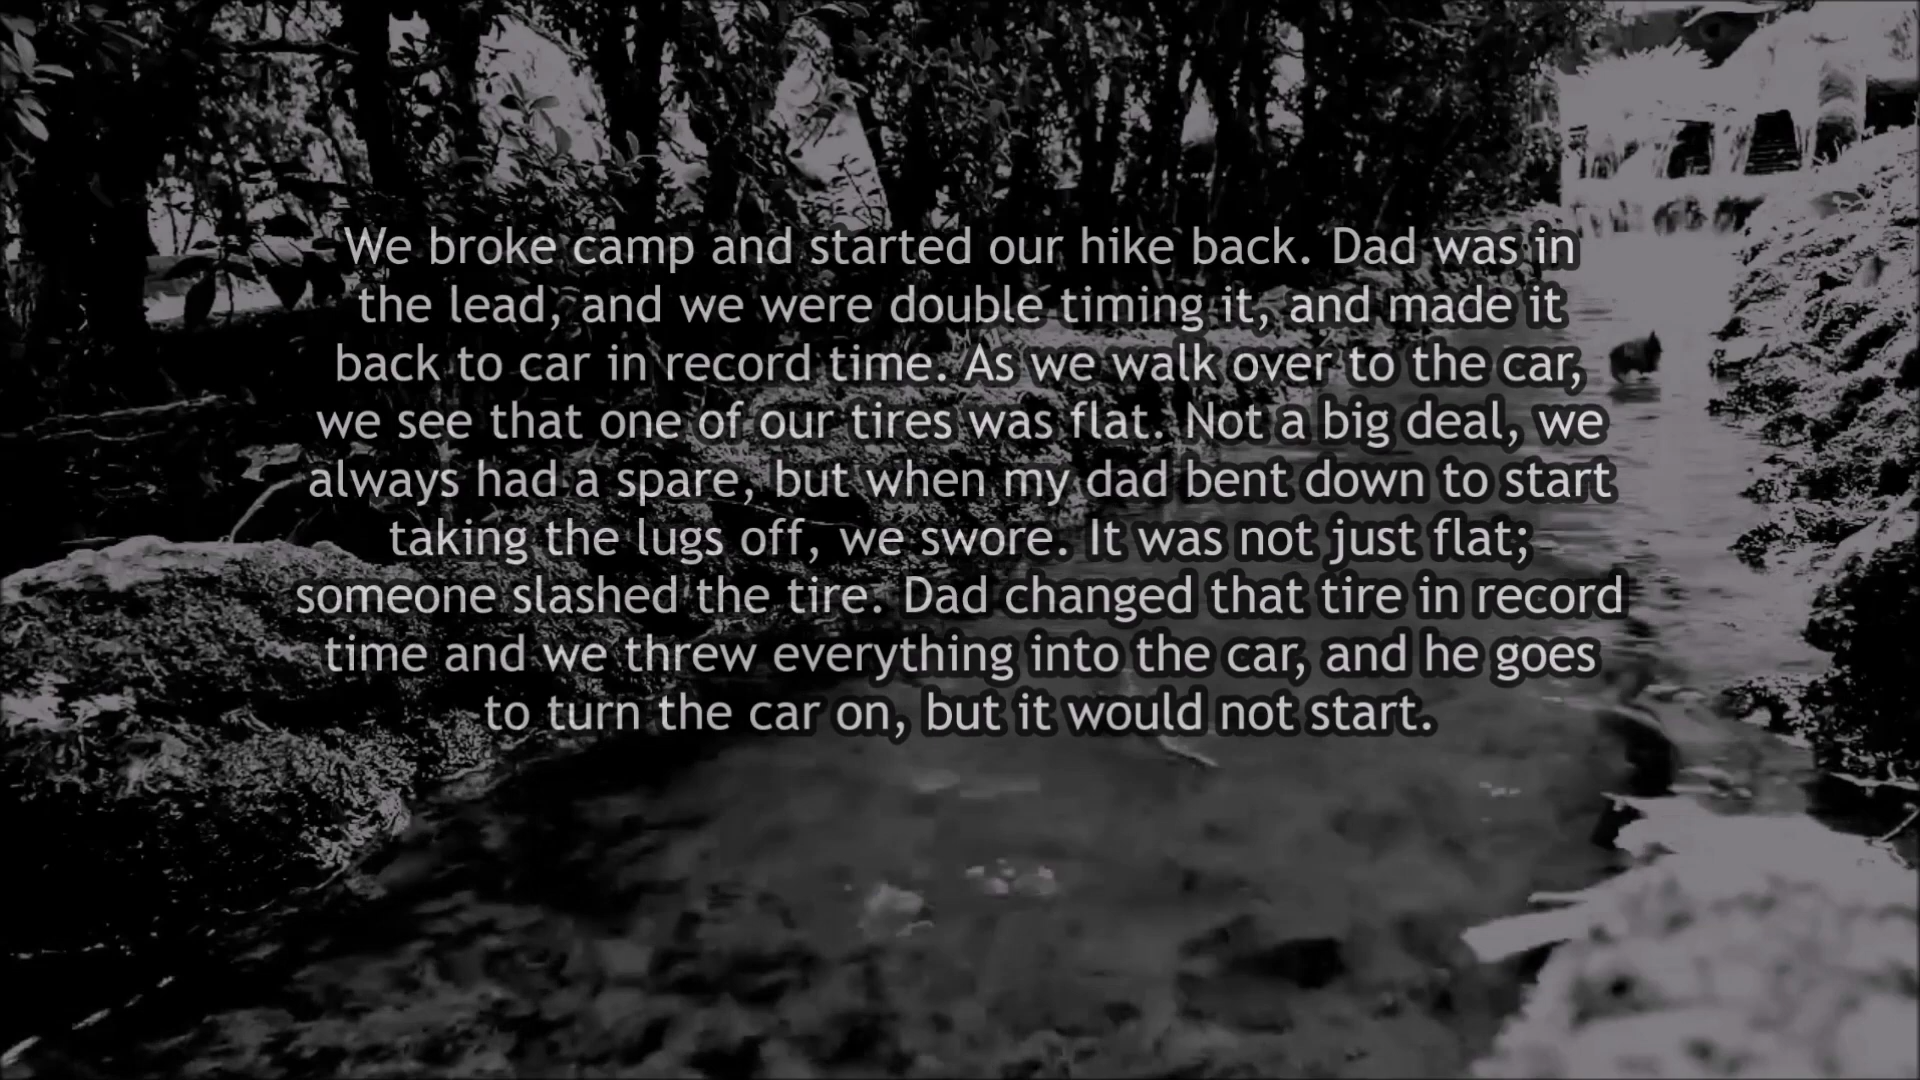 We broke camp and started our hike back. Dad was in
the lead, and we were double timing it, and made it
back to car in record time. As we walk over to the car,
we see that one of our tires was flat. Not a big deal, we
always had a spare, but when my dad bent down to start
taking the lugs off, we swore. It was not just flat;
someone slashed the tire. Dad changed that tire in record
time and we threw everything into the car, and he goes
to turn the car on, but it would not start.